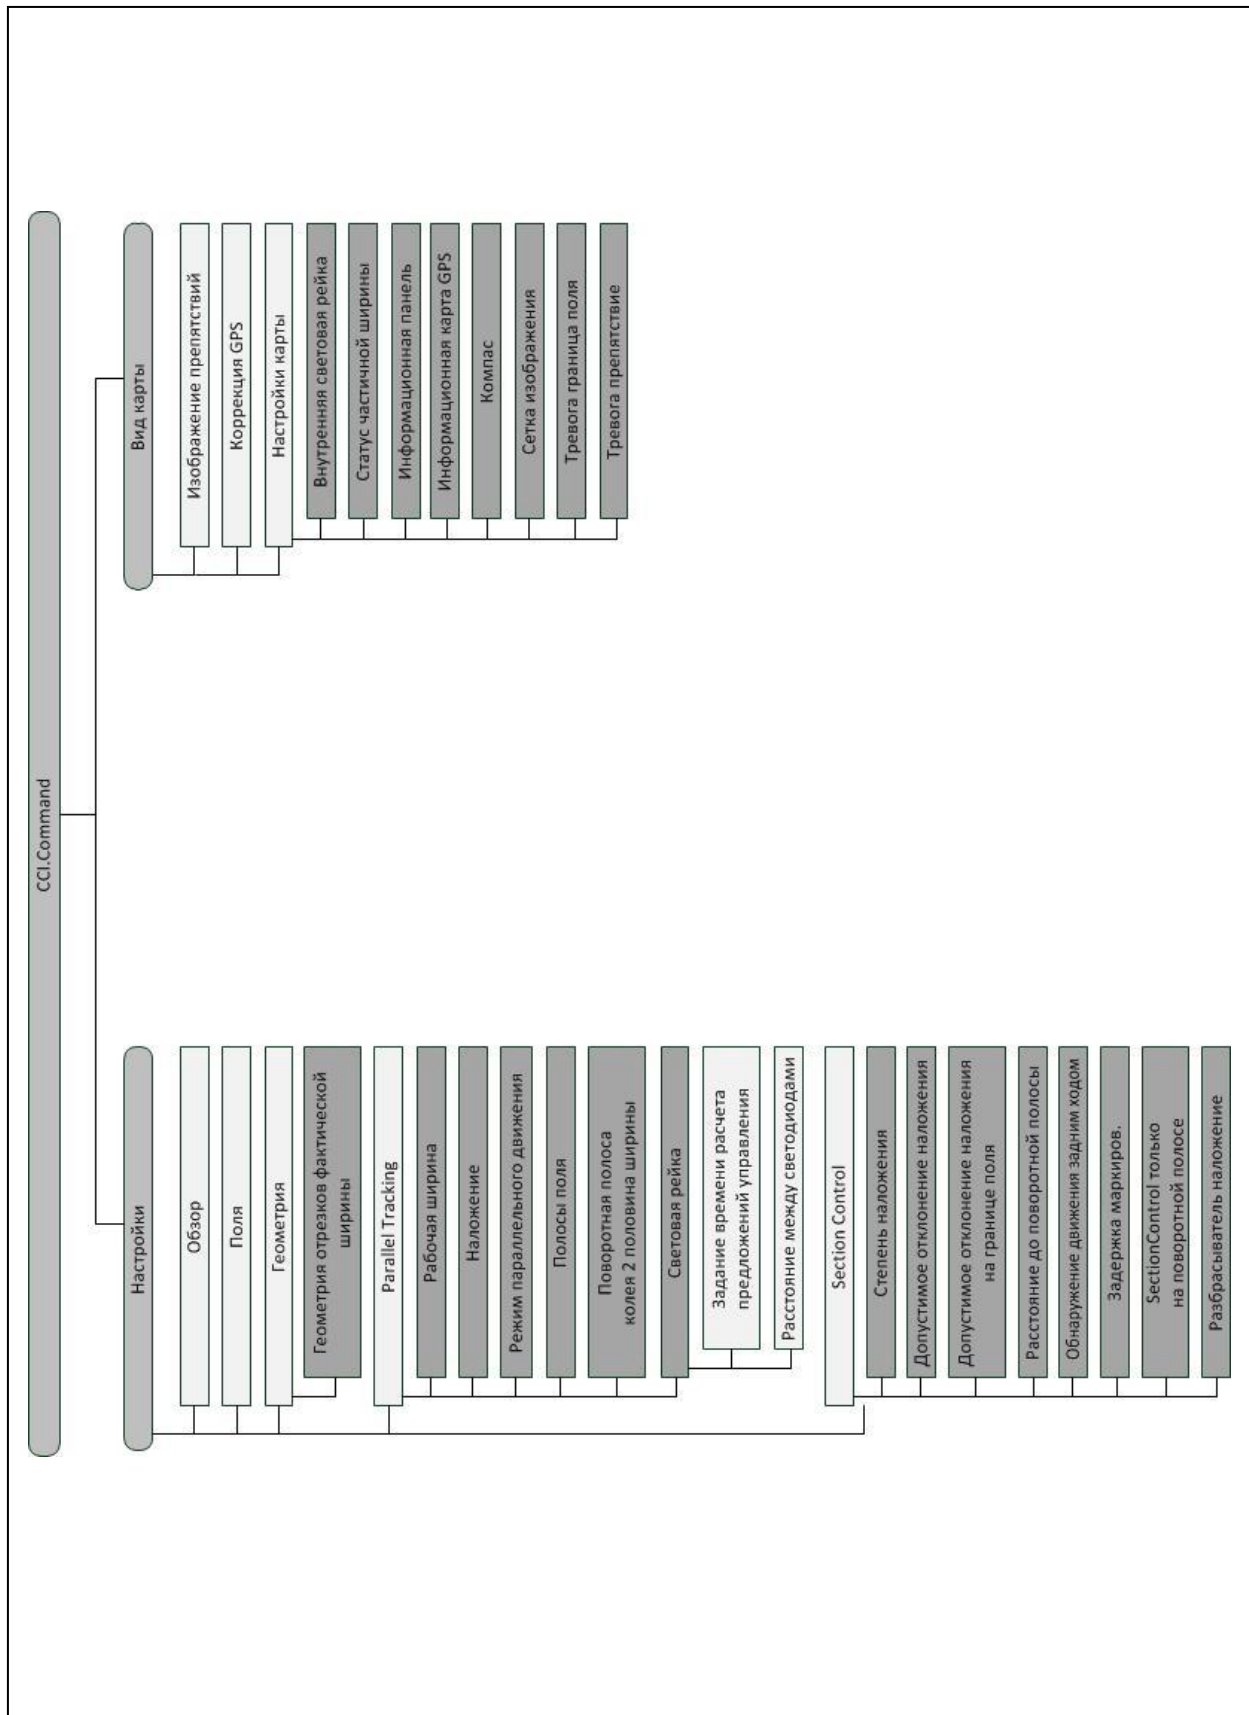 CCI.Command
Настройки
Обзор
Поля
Геометрия
Геометрия отрезков фактической
ширины
Parallel Tracking
Рабочая ширина
Наложение
Режим параллельного движения
Полосы поля
Поворотная полоса
колея 2 половина ширины
Световая рейка
Задание времени расчета
предложений управления
Расстояние между светодиодами
Section Control
Степень наложения
Допустимое отклонение наложения
Допустимое отклонение наложения
на границе поля
Расстояние до поворотной полосы
Обнаружение движения задним ходом
Задержка маркиров.
SectionControl только
на поворотной полосе
Разбрасыватель наложение
Вид карты
Изображение препятствий
Коррекция GPS
Настройки карты
Внутренняя световая рейка
Статус частичной ширины
Информационная панель
Информационная карта GPS
Компас
Сетка изображения
Тревога граница поля
Тревога препятствие